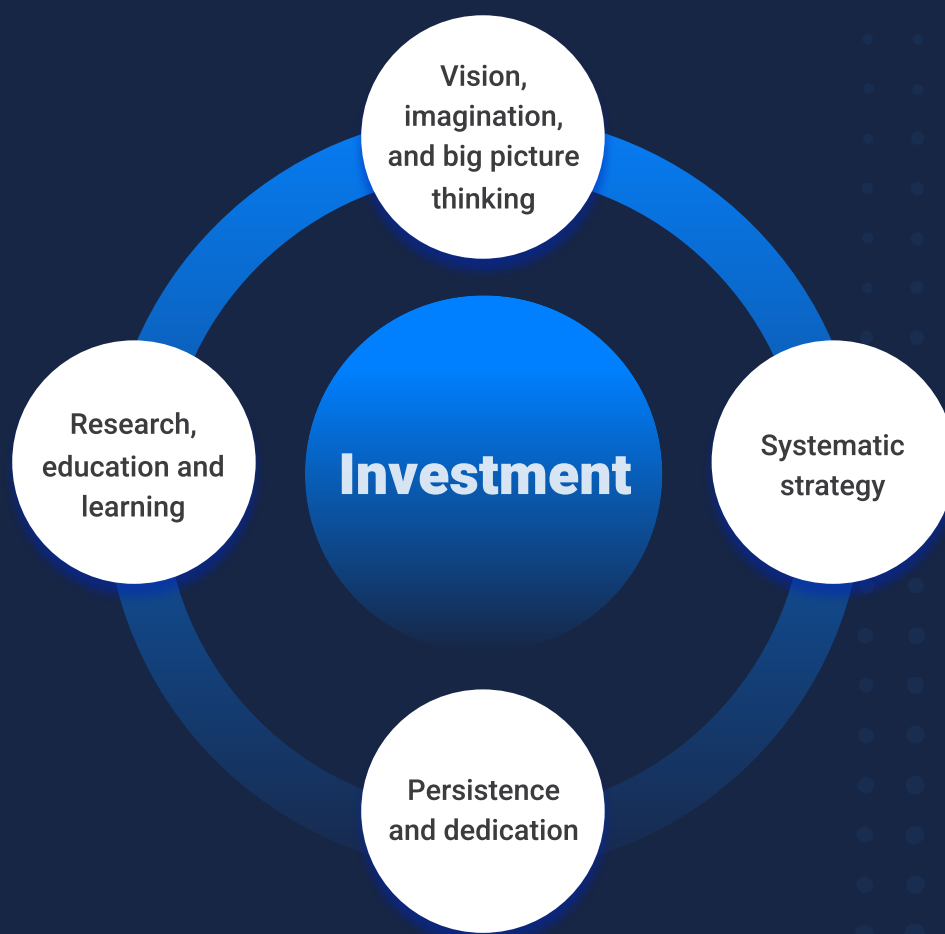 Vision,
imagination,
and big picture
thinking
Research,
education and
learning
Investment
Systematic
strategy
Persistence
and dedication